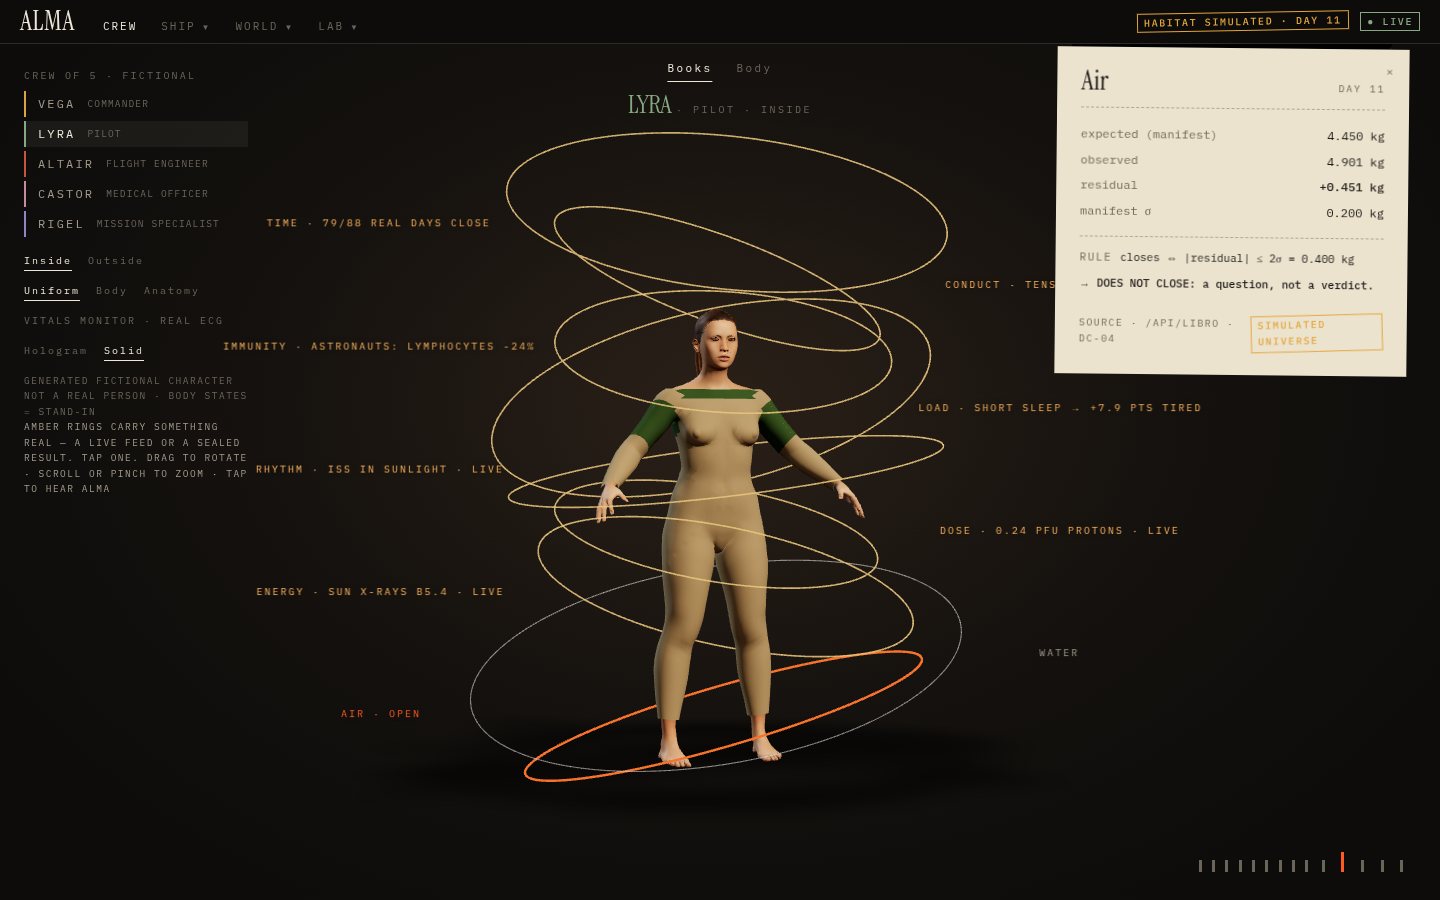 ALMA
CREW SHIP ▾ WORLD ▾ LAB ▾
HABITAT SIMULATED · DAY 11
● LIVE
CREW OF 5 · FICTIONAL
VEGA COMMANDER
LYRA PILOT
ALTAIR FLIGHT ENGINEER
CASTOR MEDICAL OFFICER
RIGEL MISSION SPECIALIST
Inside Outside
Uniform Body Anatomy
VITALS MONITOR · REAL ECG
Hologram Solid
GENERATED FICTIONAL CHARACTER
NOT A REAL PERSON · BODY STATES
= STAND-IN
AMBER RINGS CARRY SOMETHING
REAL — A LIVE FEED OR A SEALED
RESULT. TAP ONE. DRAG TO ROTATE
· SCROLL OR PINCH TO ZOOM · TAP
TO HEAR ALMA
Books Body
LYRA · PILOT · INSIDE
TIME · 79/88 REAL DAYS CLOSE
CONDUCT · TENS
IMMUNITY · ASTRONAUTS: LYMPHOCYTES -24%
LOAD · SHORT SLEEP → +7.9 PTS TIRED
RHYTHM · ISS IN SUNLIGHT · LIVE
DOSE · 0.24 PFU PROTONS · LIVE
ENERGY · SUN X-RAYS B5.4 · LIVE
WATER
AIR · OPEN
Air
×
DAY 11
expected (manifest) 4.450 kg
observed 4.901 kg
residual +0.451 kg
manifest σ 0.200 kg
RULE closes ⇔ |residual| ≤ 2σ = 0.400 kg
→ DOES NOT CLOSE: a question, not a verdict.
SOURCE · /API/LIBRO ·
DC-04
SIMULATED
UNIVERSE